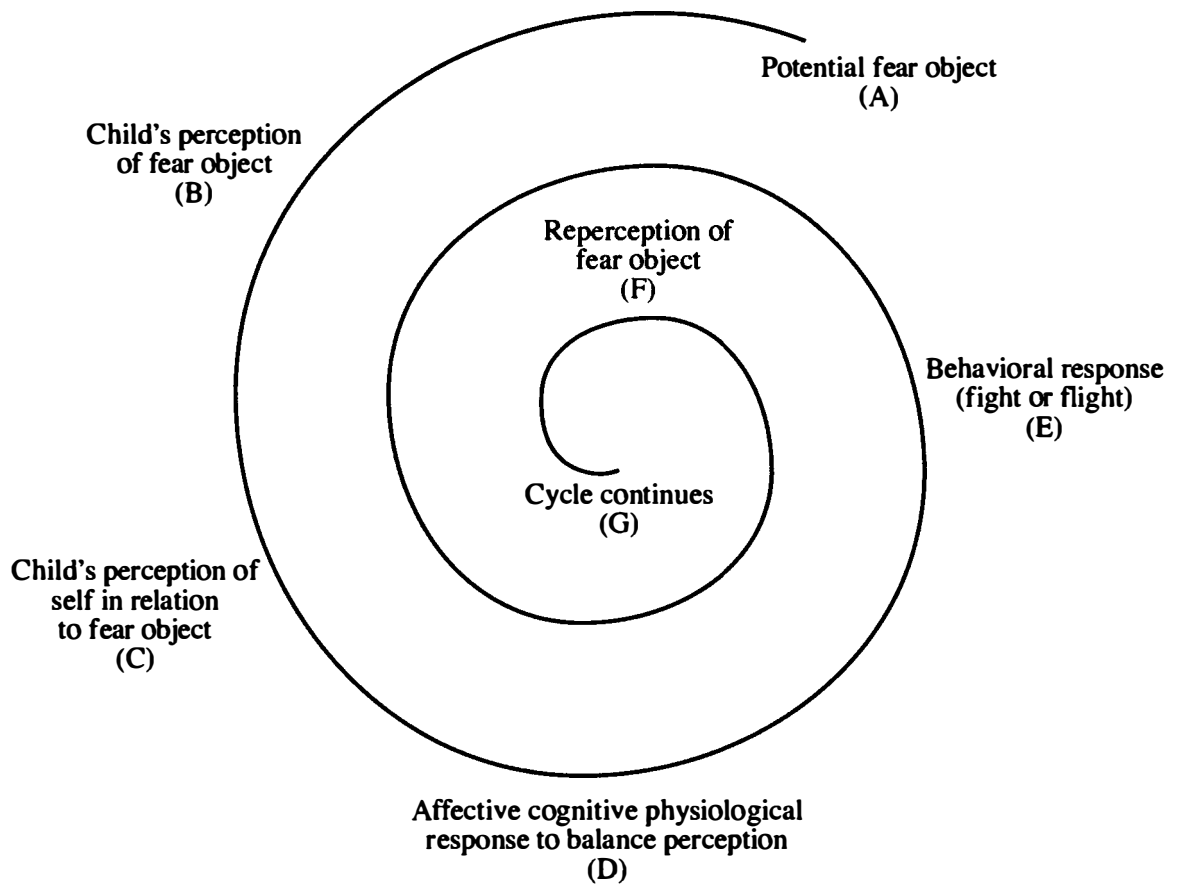 Potential fear object
(A)
Child's perception
of fear object
(B)
Child's perception of
self in relation
to fear object
(C)
Affective cognitive physiological
response to balance perception
(D)
Behavioral response
(fight or flight)
(E)
Reperception of
fear object
(F)
Cycle continues
(G)